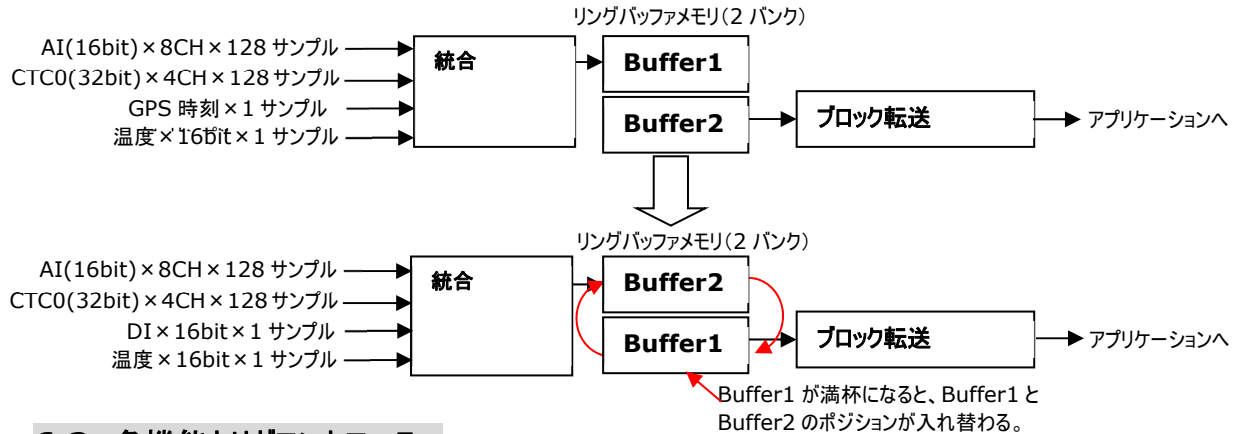 リングバッファメモリ(2 バンク)
AI(16bit)×8CH×128 サンプル
CTC0(32bit)×4CH×128 サンプル
GPS 時刻×1 サンプル
温度×16bit×1 サンプル
統合
Buffer1
Buffer2
ブロック転送
アプリケーションへ
リングバッファメモリ(2 バンク)
AI(16bit)×8CH×128 サンプル
CTC0(32bit)×4CH×128 サンプル
DI×16bit×1 サンプル
温度×16bit×1 サンプル
統合
Buffer2
Buffer1
ブロック転送
アプリケーションへ
Buffer1 が満杯になると、Buffer1 と
Buffer2 のポジションが入れ替わる。